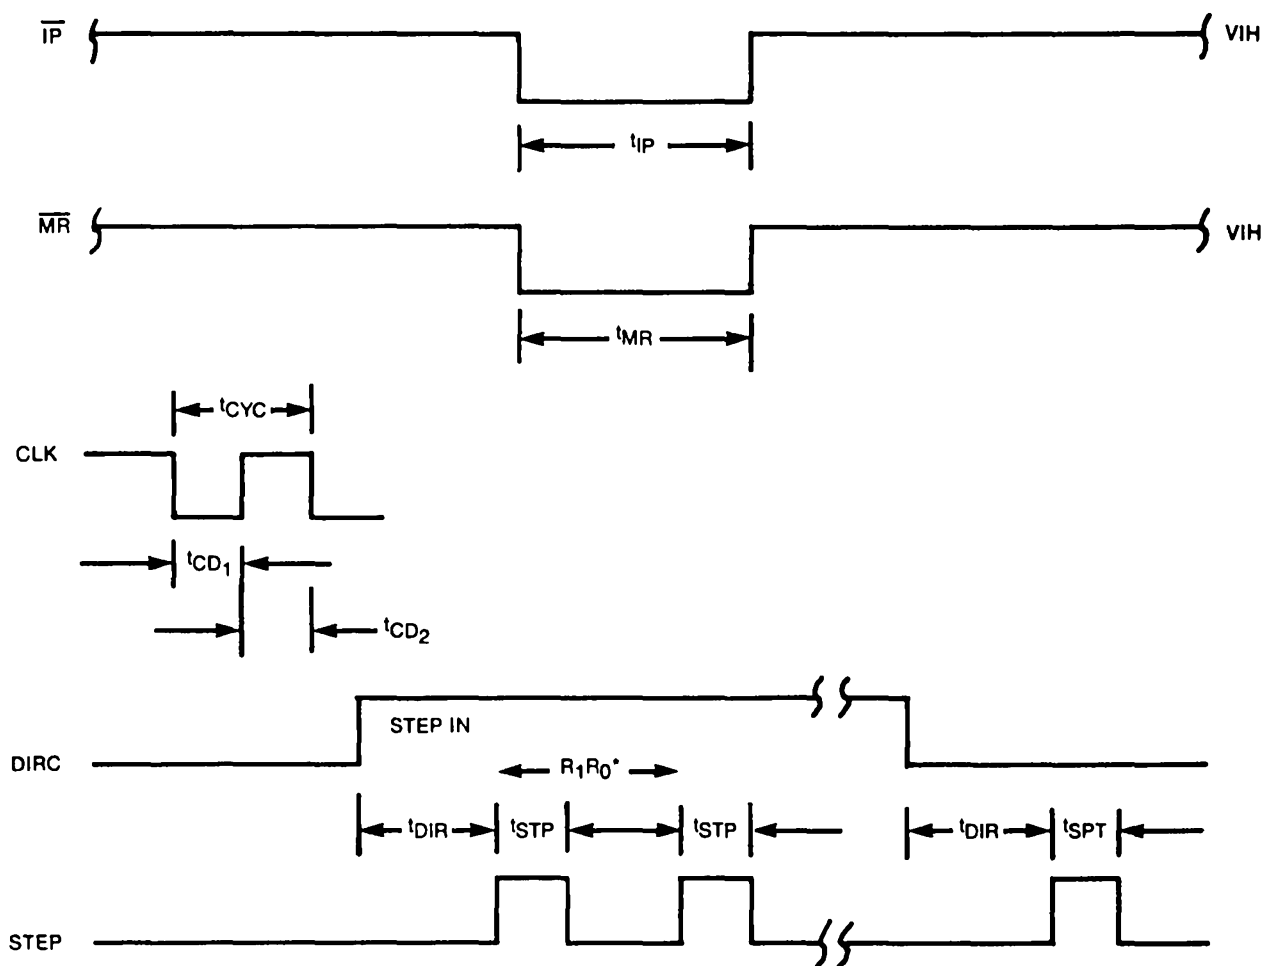 IP VIH
tIP
MR VIH
tMR
tCYC
CLK
tCD1
tCD2
STEP IN
DIRC
R1R0*
tDIR tSTP tSTP tDIR tSPT
STEP